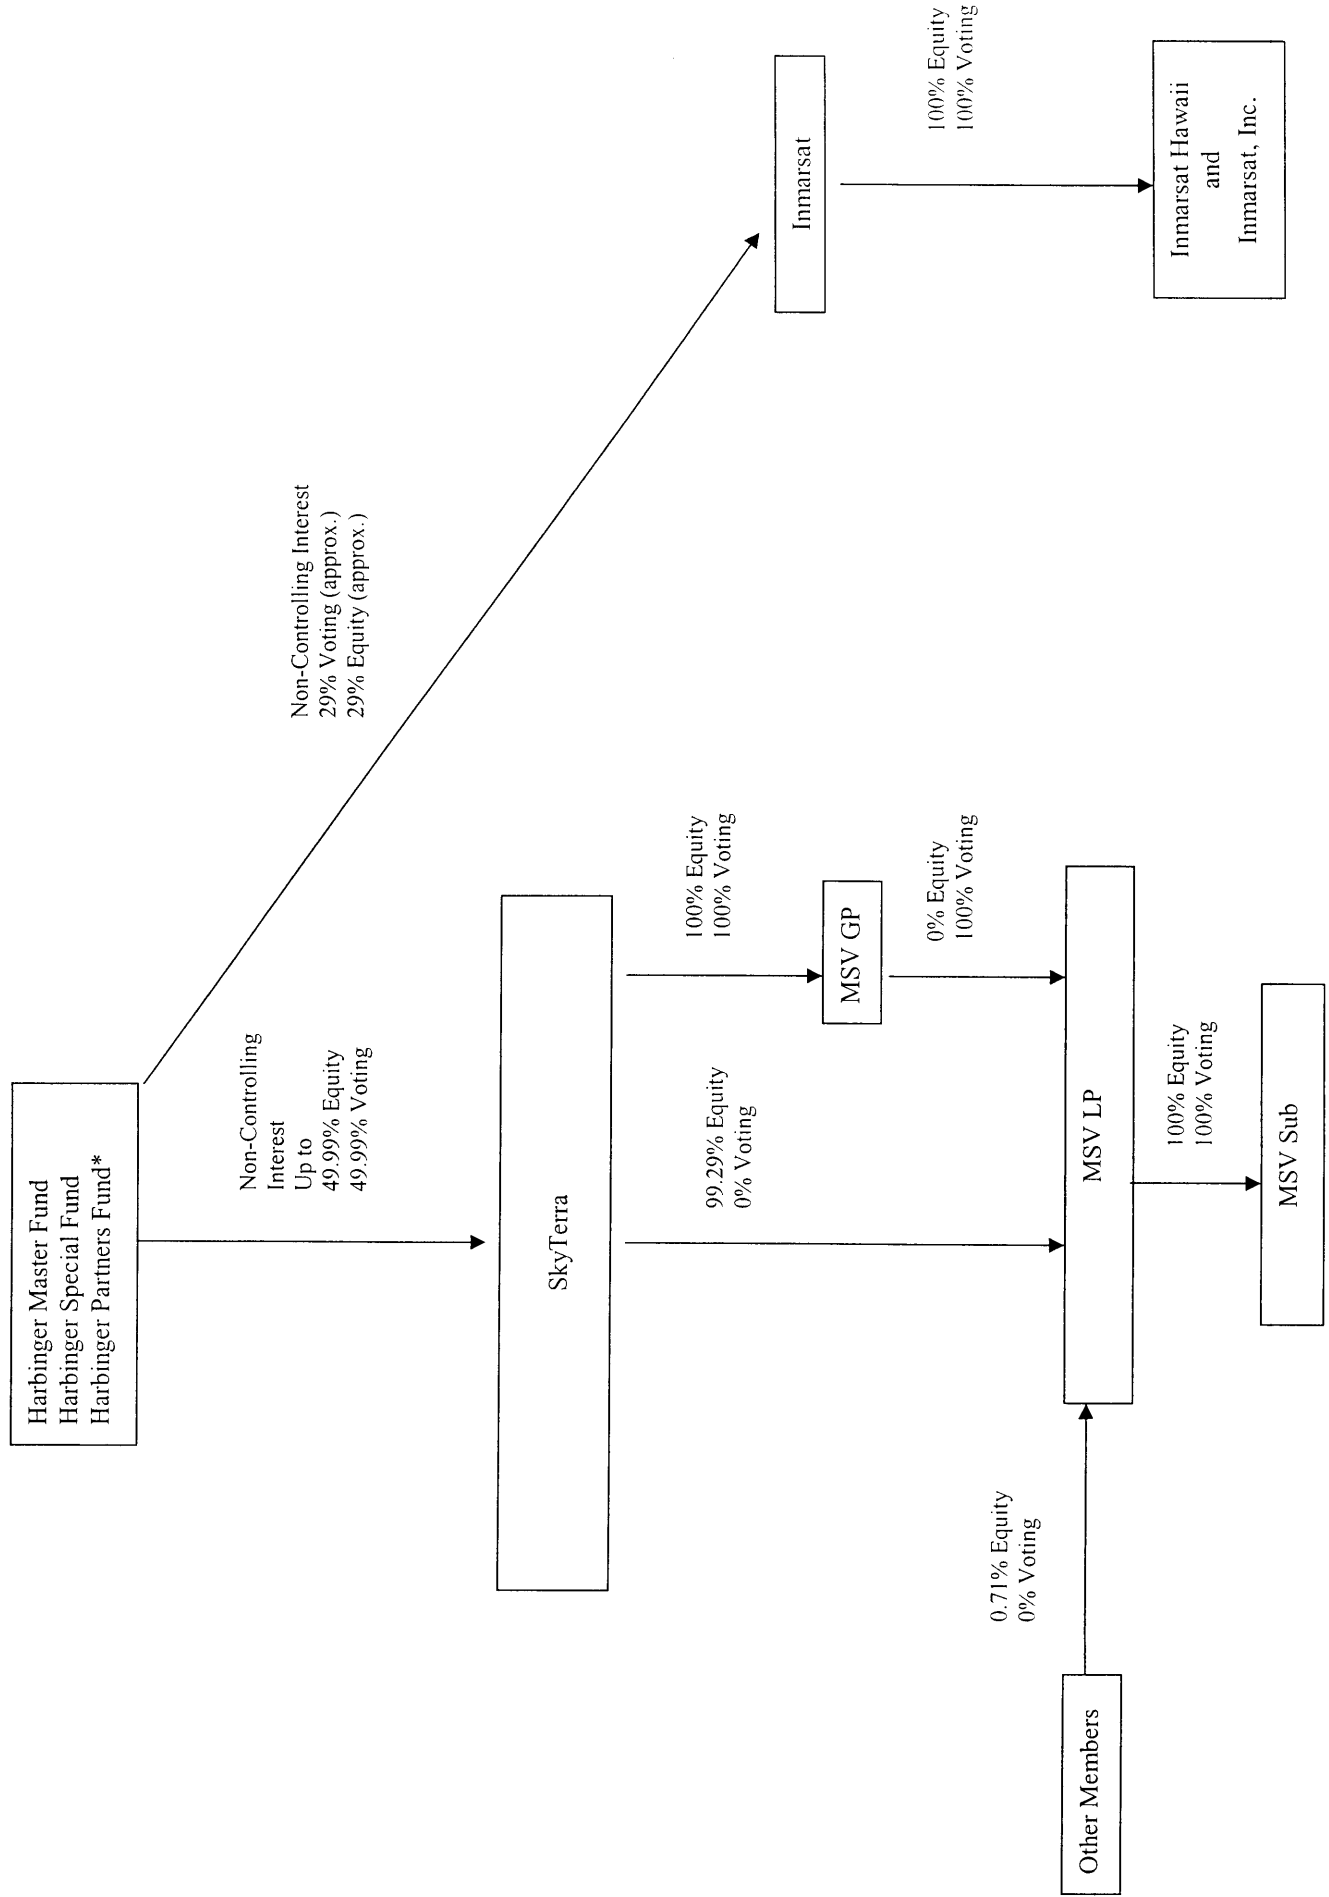 Harbinger Master Fund
Harbinger Special Fund
Harbinger Partners Fund*
Non-Controlling
Interest
Up to
49.99% Equity
49.99% Voting
Non-Controlling Interest
29% Voting (approx.)
29% Equity (approx.)
SkyTerra
Inmarsat
99.29% Equity
0% Voting
100% Equity
100% Voting
100% Equity
100% Voting
MSV GP
0% Equity
100% Voting
0.71% Equity
0% Voting
Other Members
MSV LP
Inmarsat Hawaii
and
Inmarsat, Inc.
100% Equity
100% Voting
MSV Sub